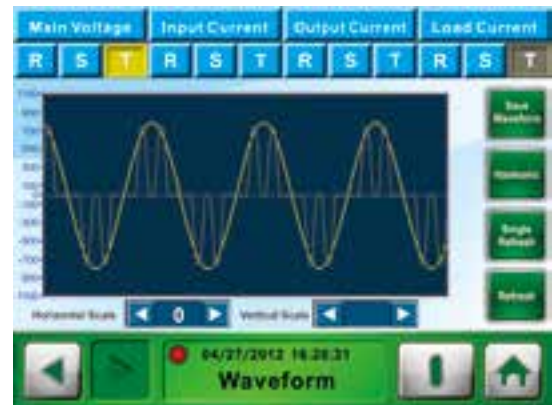 Main Voltage Input Current Output Current Load Current
R S T R S T R S T R S T
Save Waveform
Harmonic
Single Refresh
Refresh
Horizontal Scale 0 Vertical Scale
04/27/2012 16:28:31
Waveform